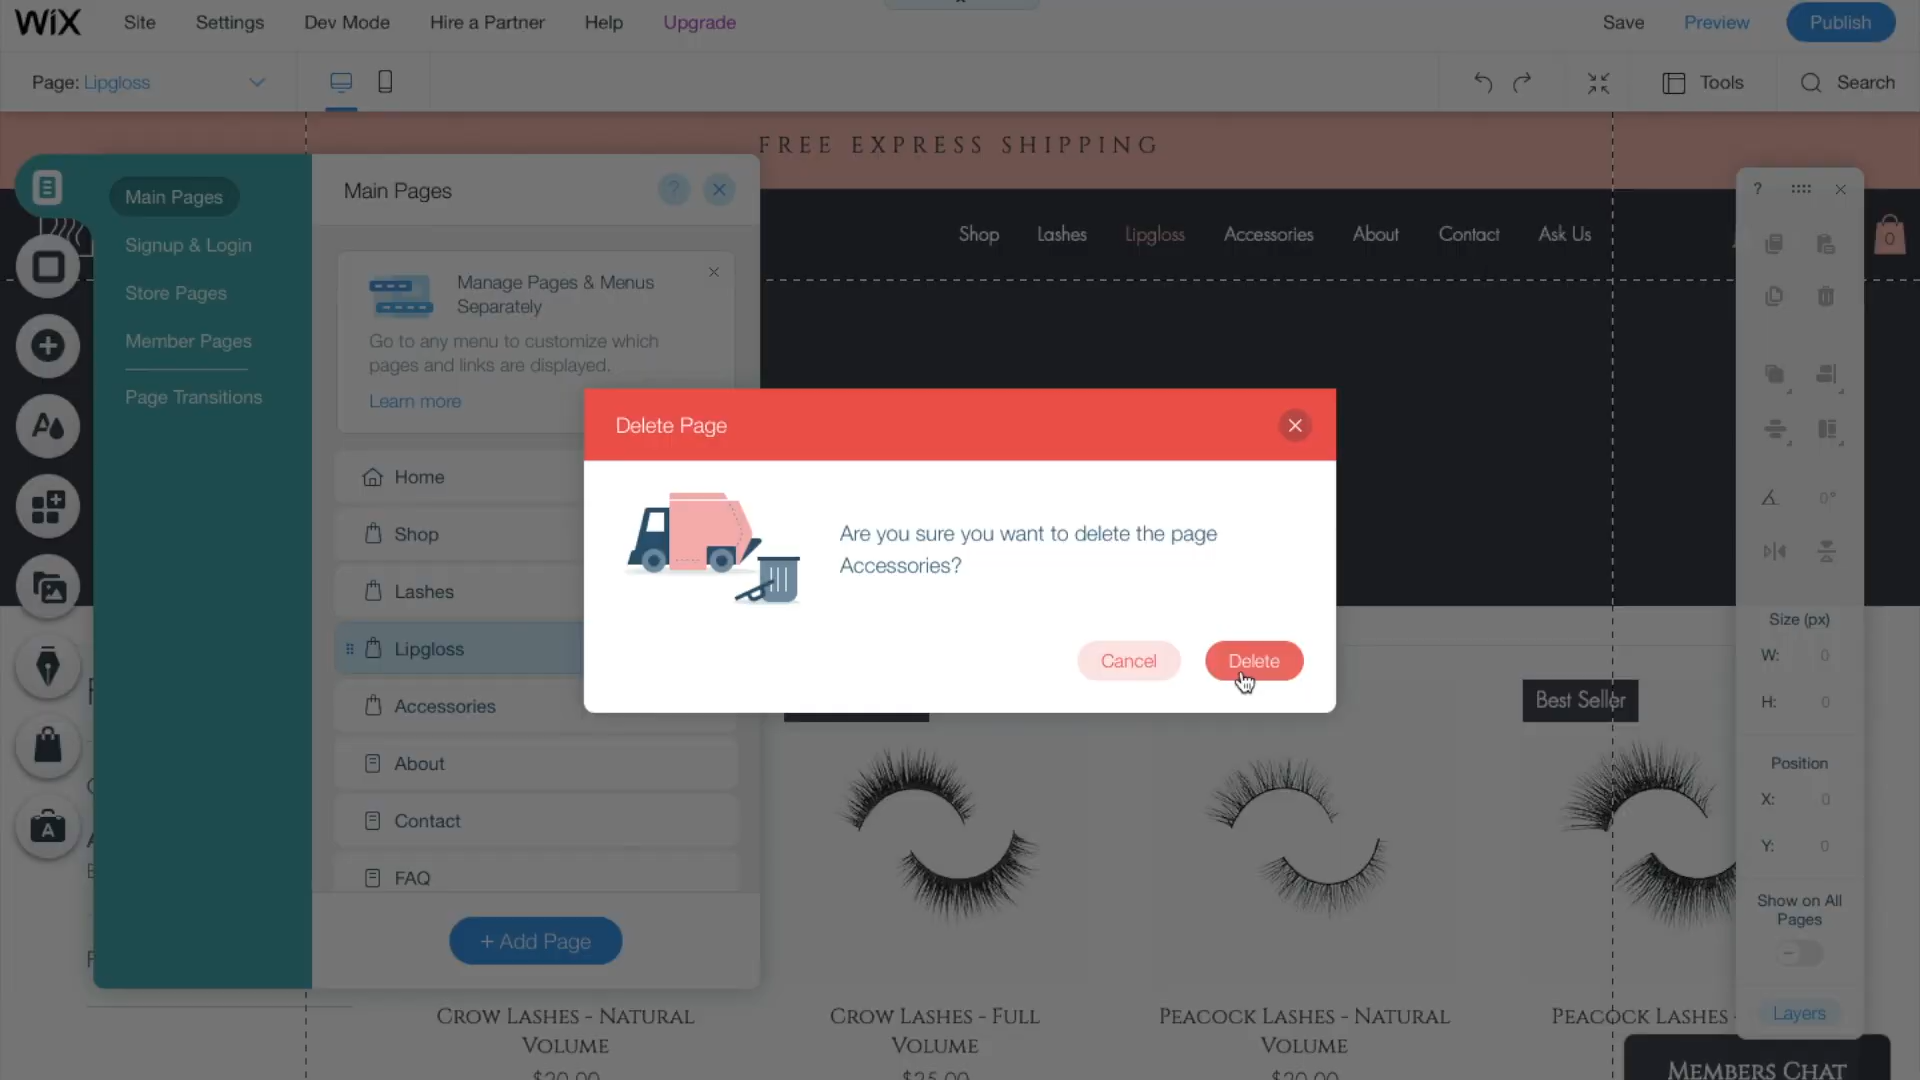 WiX
Site
Settings
Dev Mode
Hire a Partner
Help
Upgrade
Save
Preview
Publish
Page: Lipgloss
Tools
Search
FREE EXPRESS SHIPPING
Main Pages
Signup & Login
Store Pages
Member Pages
Page Transitions
Main Pages
?
Manage Pages & Menus
Separately
Go to any menu to customize which
pages and links are displayed.
Learn more
Home
Shop
Lashes
Lipgloss
Accessories
About
Contact
FAQ
+ Add Page
Shop
Lashes
Lipgloss
Accessories
About
Contact
Ask Us
0
Delete Page
Are you sure you want to delete the page
Accessories?
Cancel
Delete
Best Seller
CROW LASHES - NATURAL
VOLUME
$20.00
CROW LASHES - FULL
VOLUME
$25.00
PEACOCK LASHES - NATURAL
VOLUME
$20.00
PEACOCK LASHES -
?
0°
Size (px)
W: 0
H: 0
Position
X: 0
Y: 0
Show on All
Pages
Layers
MEMBERS CHAT